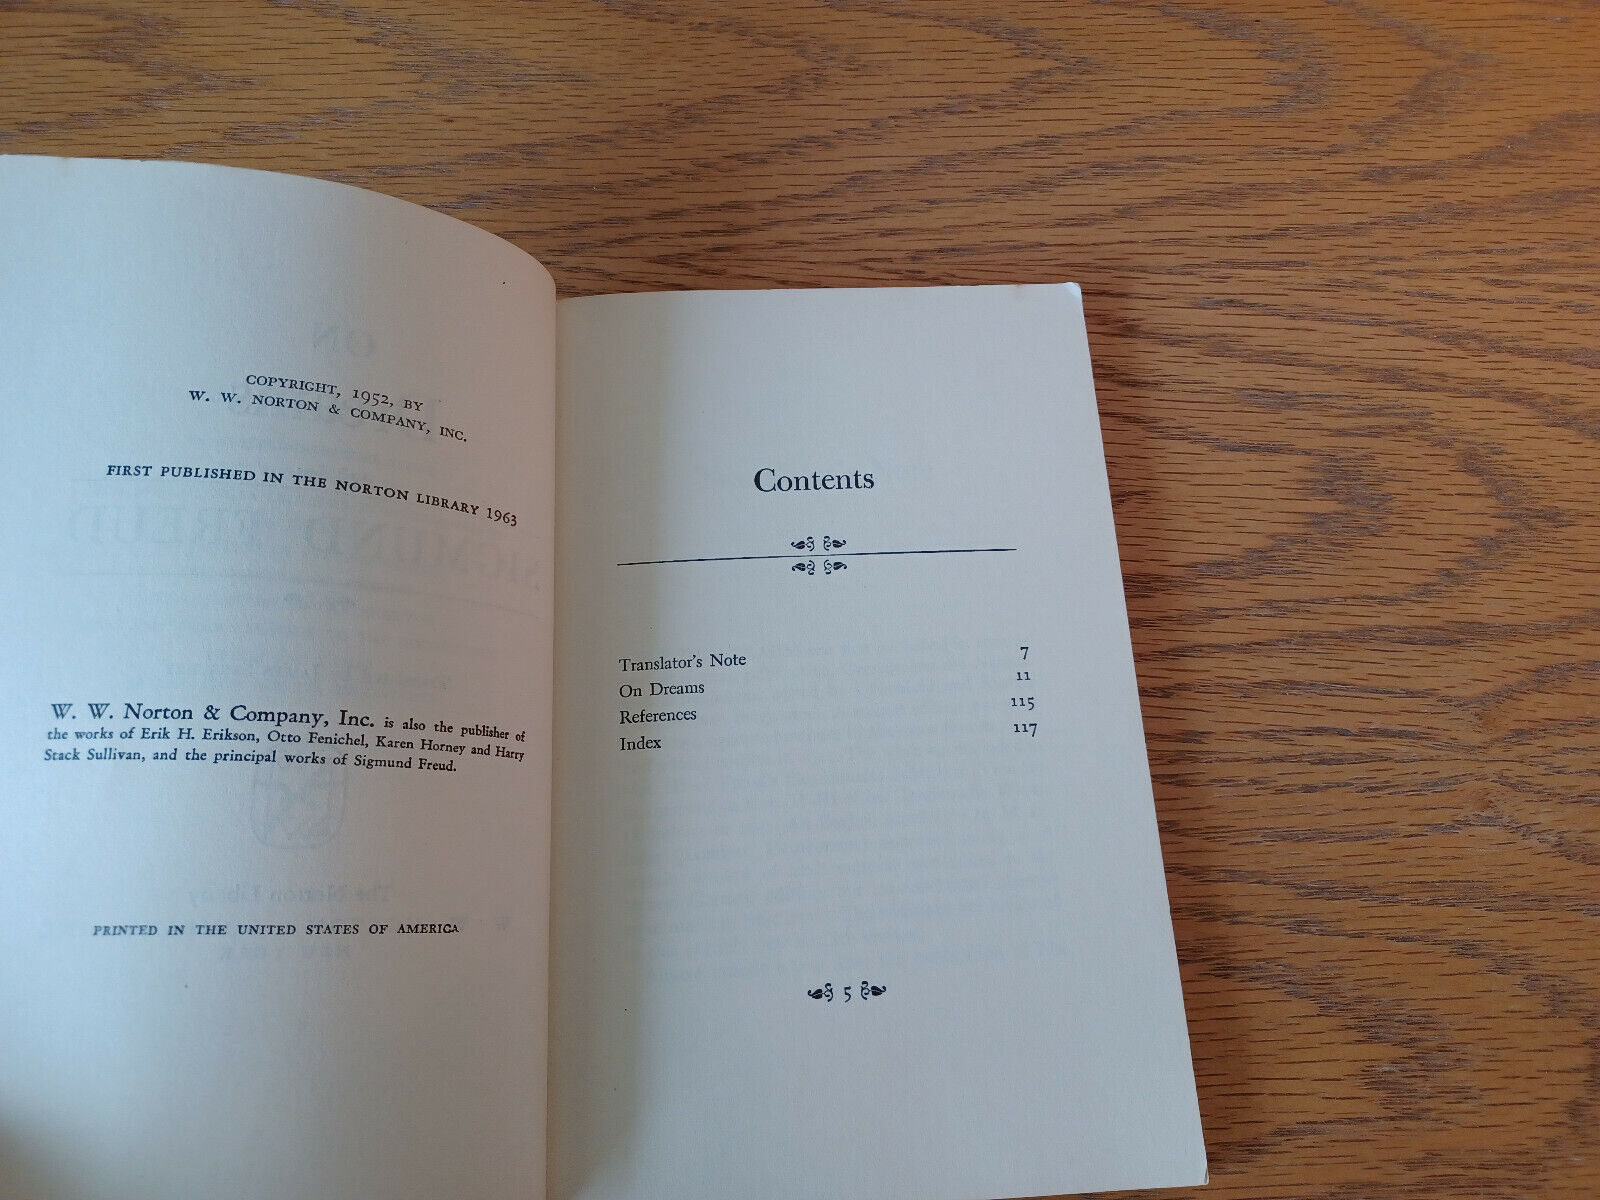 COPYRIGHT, 1952, BY
W. W. NORTON & COMPANY, INC.
FIRST PUBLISHED IN THE NORTON LIBRARY 1963
W. W. Norton & Company, Inc. is also the publisher of
the works of Erik H. Erikson, Otto Fenichel, Karen Horney and Harry
Stack Sullivan, and the principal works of Sigmund Freud.
PRINTED IN THE UNITED STATES OF AMERICA
Contents
Translator's Note 7
On Dreams 11
References 115
Index 117
5